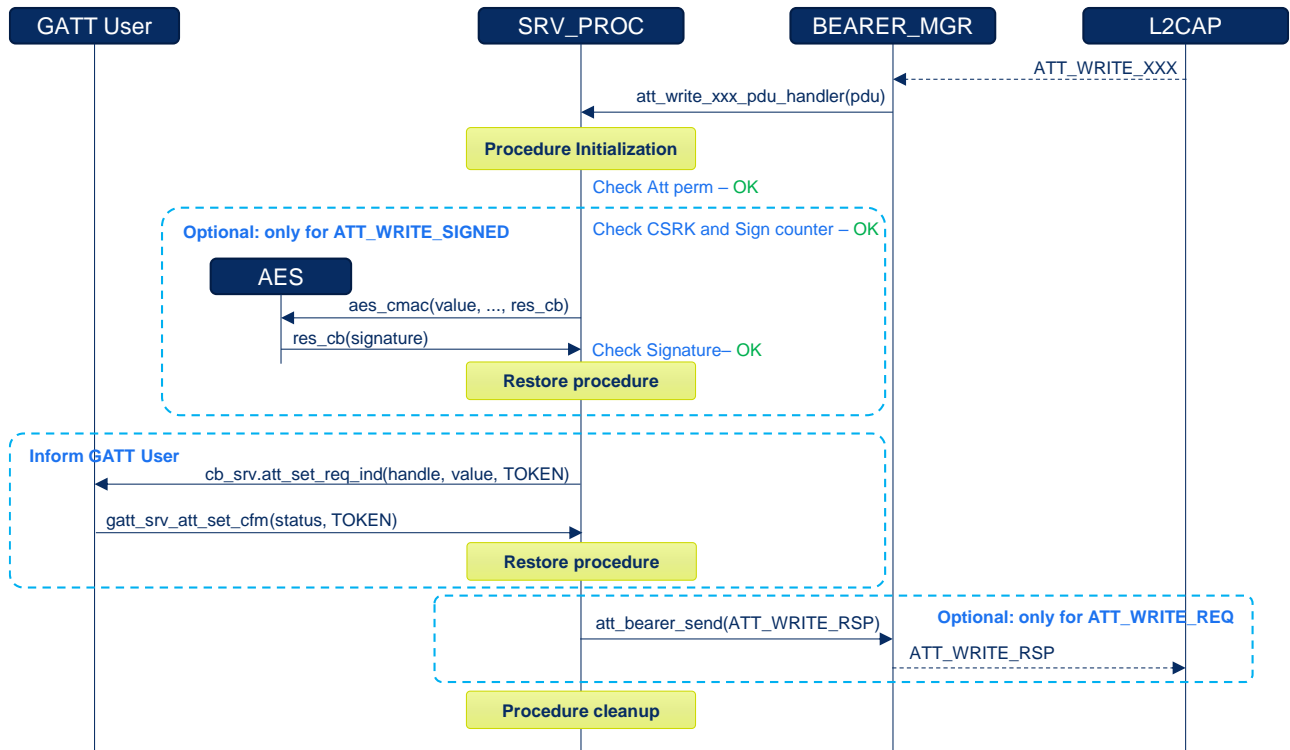 GATT User
SRV_PROC
BEARER_MGR
L2CAP
ATT_WRITE_XXX
att_write_xxx_pdu_handler(pdu)
Procedure Initialization
Check Att perm – OK
Optional: only for ATT_WRITE_SIGNED
Check CSRK and Sign counter – OK
AES
aes_cmac(value, ..., res_cb)
res_cb(signature)
Check Signature– OK
Restore procedure
Inform GATT User
cb_srv.att_set_req_ind(handle, value, TOKEN)
gatt_srv_att_set_cfm(status, TOKEN)
Restore procedure
att_bearer_send(ATT_WRITE_RSP)
Optional: only for ATT_WRITE_REQ
ATT_WRITE_RSP
Procedure cleanup